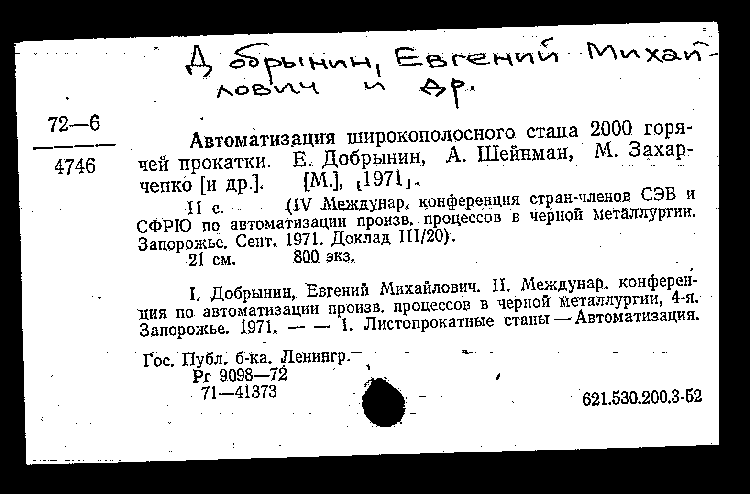 Добрынин, Евгений Михай-
лович и др.
72—6
4746
Автоматизация широкополосного стана 2000 горя-
чей прокатки. Е. Добрынин, А. Шейнман, М. Захар-
ченко [и др.]. [М.], [1971].
11 с. (IV Междунар. конференция стран-членов СЭВ и
СФРЮ по автоматизации произв. процессов в черной металлургии.
Запорожье. Сент. 1971. Доклад III/20).
21 см. 800 экз.
I. Добрынин, Евгений Михайлович. II. Междунар. конферен-
ция по автоматизации произв. процессов в черной металлургии, 4-я.
Запорожье. 1971. — — 1. Листопрокатные станы — Автоматизация.
Гос. Публ. б-ка. Ленингр.
Рг 9098—72
71—41373
621.530.200.3-52